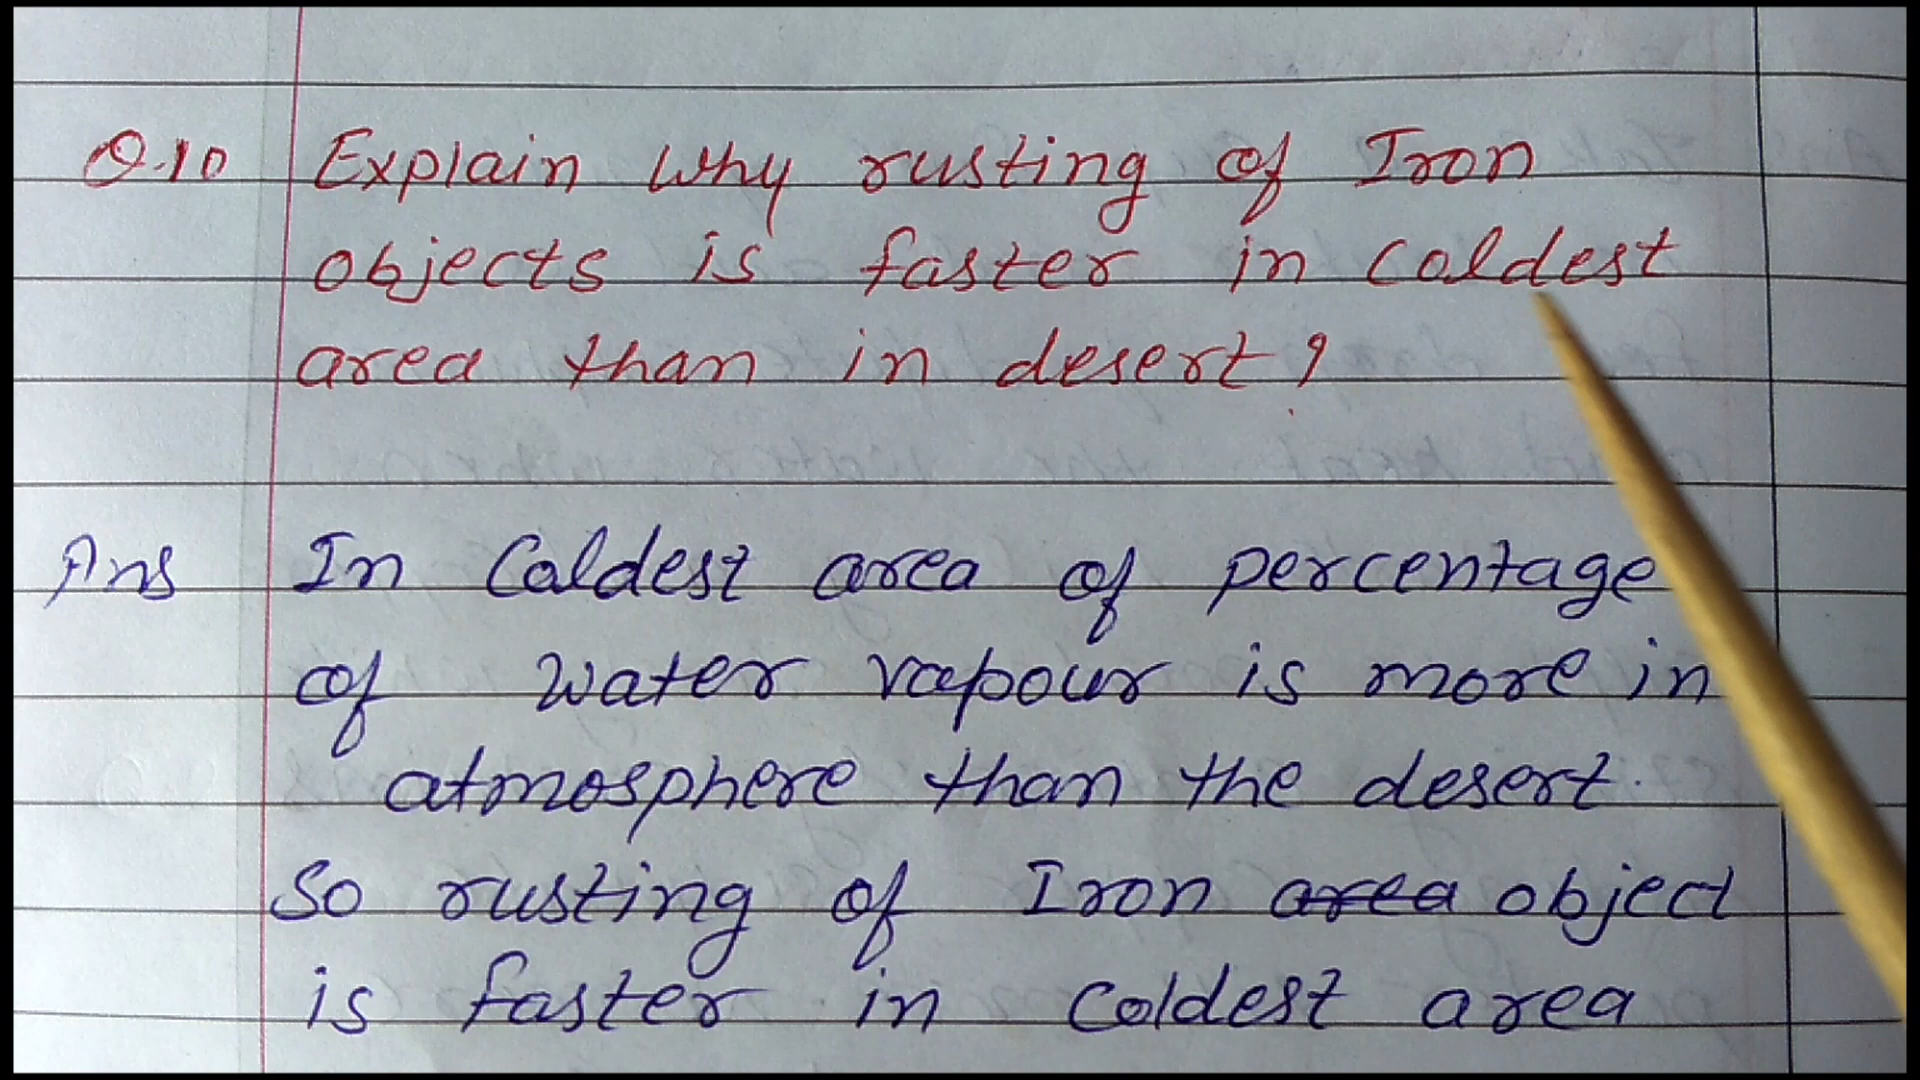 Q.10 Explain why rusting of Iron
objects is faster in Caldest
area than in desert?
Ans In Caldest area of percentage
of water vapour is more in
atmosphere than the desert.
So rusting of Iron area object
is faster in Coldest area